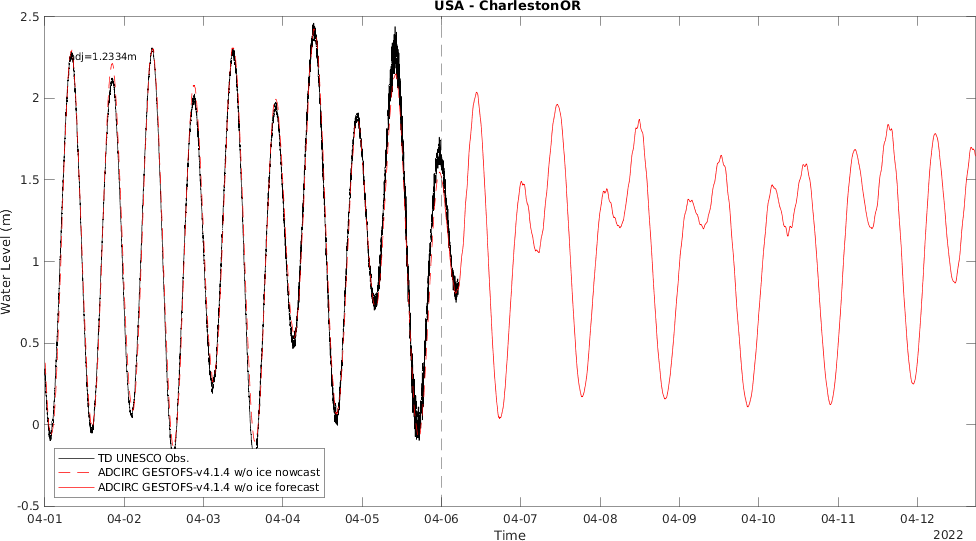 USA - CharlestonOR
2.5
adj=1.2334m
2
1.5
1
0.5
0
-0.5
Water Level (m)
TD UNESCO Obs.
ADCIRC GESTOFS-v4.1.4 w/o ice nowcast
ADCIRC GESTOFS-v4.1.4 w/o ice forecast
04-01 04-02 04-03 04-04 04-05 04-06 04-07 04-08 04-09 04-10 04-11 04-12
Time
2022